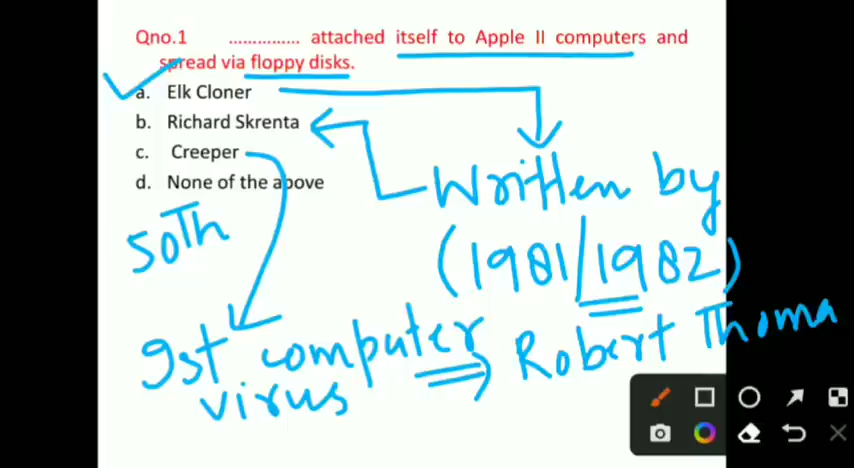 Qno.1 ............... attached itself to Apple II computers and
spread via floppy disks.
a. Elk Cloner
b. Richard Skrenta
c. Creeper
d. None of the above
Written by
(1981/1982)
50Th
1st computer virus
Robert Thoma